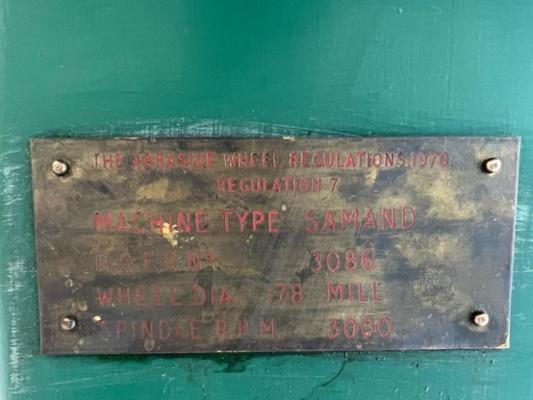 THE ABRASIVE WHEEL REGULATIONS 1970
REGULATION 7
MACHINE TYPE SAMAND
3086
WHEEL DIA. 178 MILL
SPINDLE R.P.M. 3000